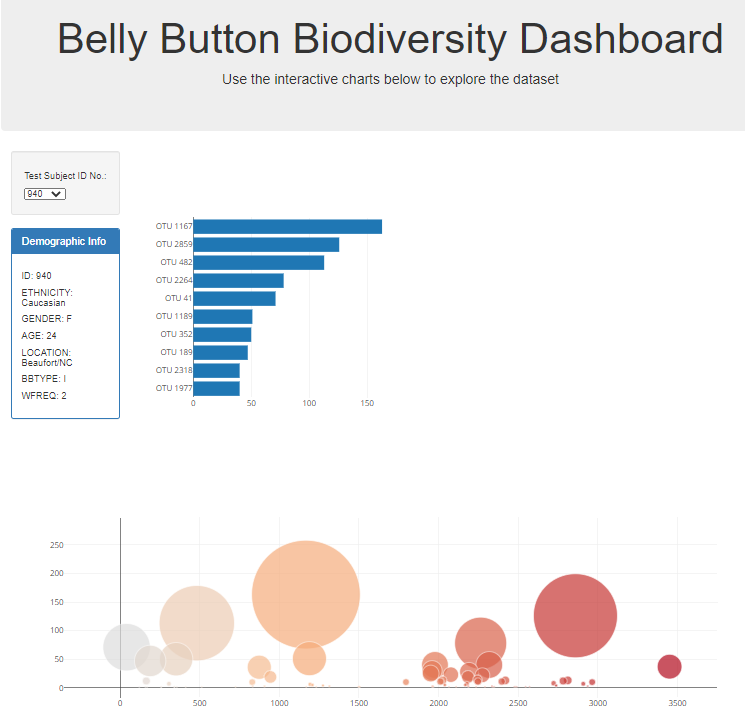 Belly Button Biodiversity Dashboard
Use the interactive charts below to explore the dataset
Test Subject ID No.:
940
Demographic Info
ID: 940
ETHNICITY:
Caucasian
GENDER: F
AGE: 24
LOCATION:
Beaufort/NC
BBTYPE: I
WFREQ: 2
OTU 1167
OTU 2859
OTU 482
OTU 2264
OTU 41
OTU 1189
OTU 352
OTU 189
OTU 2318
OTU 1977
0 50 100 150
250
200
150
100
50
0
0 500 1000 1500 2000 2500 3000 3500